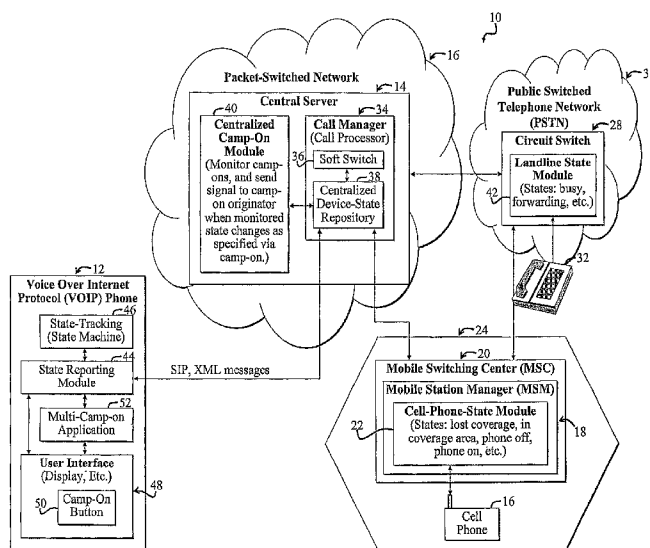 10
16
3
Packet-Switched Network
14
Central Server
40
Centralized
Camp-On
Module
(Monitor camp-
ons, and send
signal to camp-
on originator
when monitored
state changes as
specified via
camp-on.)
34
Call Manager
(Call Processor)
36
Soft Switch
38
Centralized
Device-State
Repository
Public Switched
Telephone Network
(PSTN)
28
Circuit Switch
Landline State
Module
(States: busy,
forwarding, etc.)
42
32
12
Voice Over Internet
Protocol (VOIP) Phone
46
State-Tracking
(State Machine)
44
State Reporting
Module
52
Multi-Camp-on
Application
User Interface
(Display, Etc.)
48
50
Camp-On
Button
SIP, XML messages
24
20
Mobile Switching Center (MSC)
Mobile Station Manager (MSM)
Cell-Phone-State Module
(States: lost coverage, in
coverage area, phone off,
phone on, etc.)
22
18
16
Cell
Phone